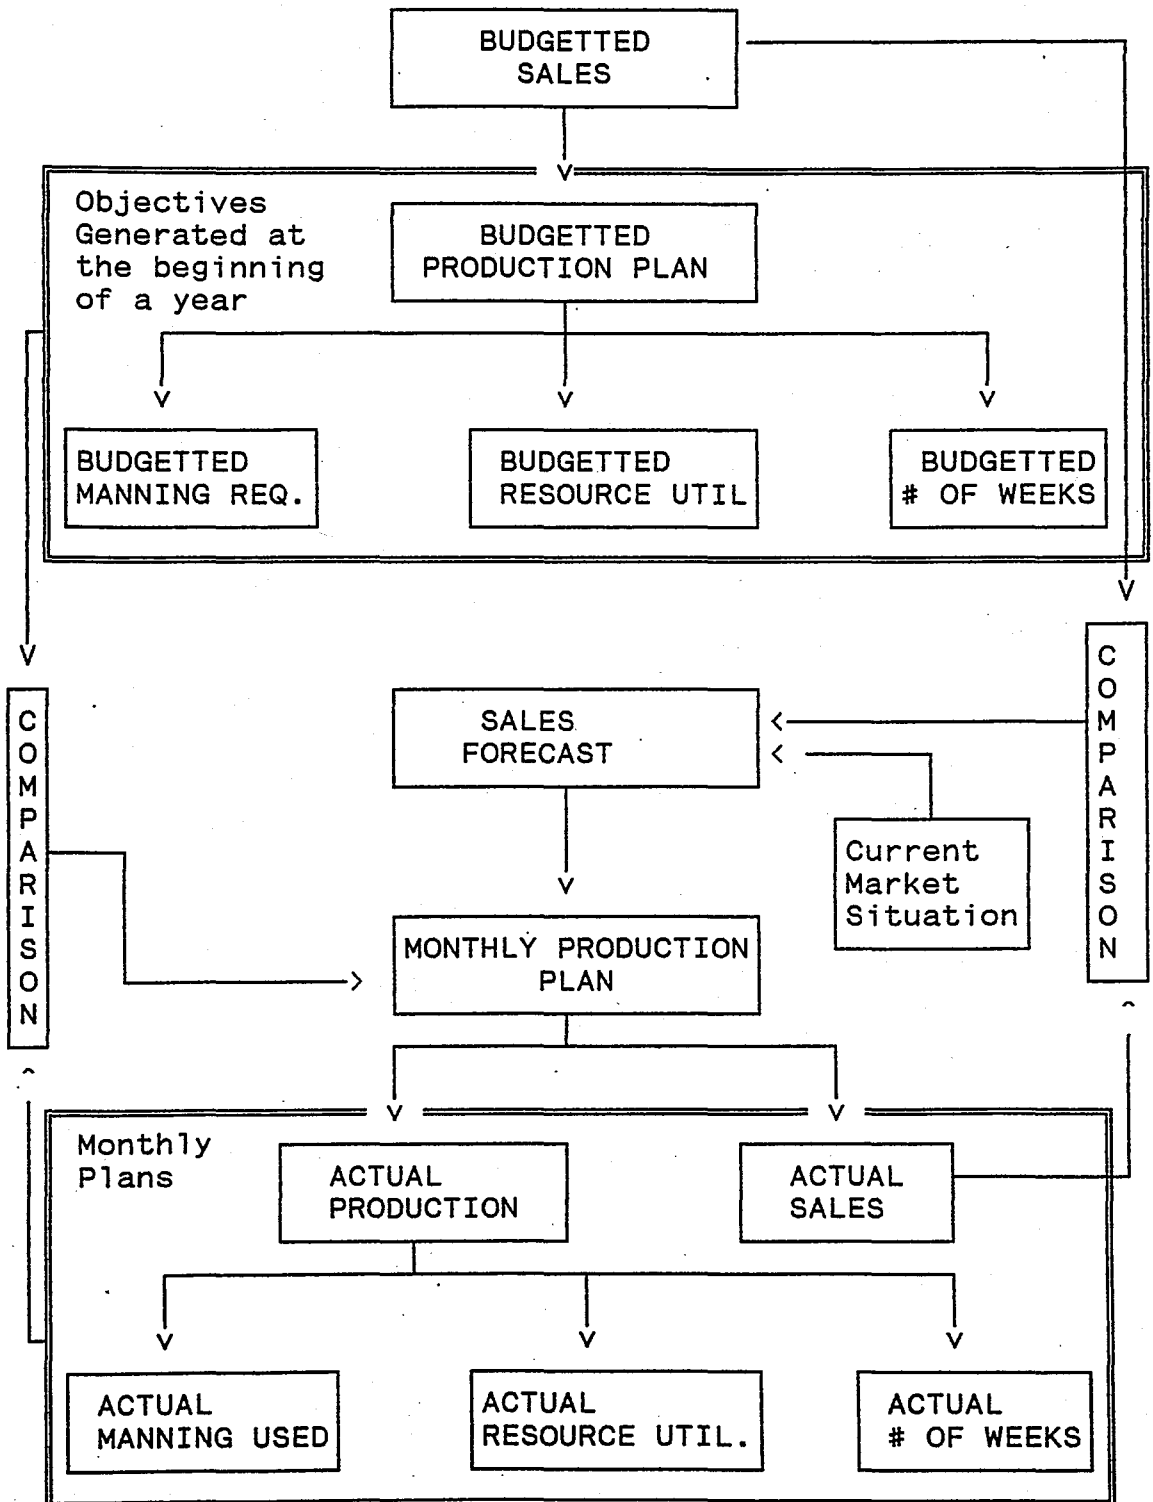 BUDGETTED
SALES
Objectives
Generated at
the beginning
of a year
BUDGETTED
PRODUCTION PLAN
BUDGETTED
MANNING REQ.
BUDGETTED
RESOURCE UTIL
BUDGETTED
# OF WEEKS
COMPARISON
SALES
FORECAST
COMPARISON
Current
Market
Situation
MONTHLY PRODUCTION
PLAN
Monthly
Plans
ACTUAL
PRODUCTION
ACTUAL
SALES
ACTUAL
MANNING USED
ACTUAL
RESOURCE UTIL.
ACTUAL
# OF WEEKS